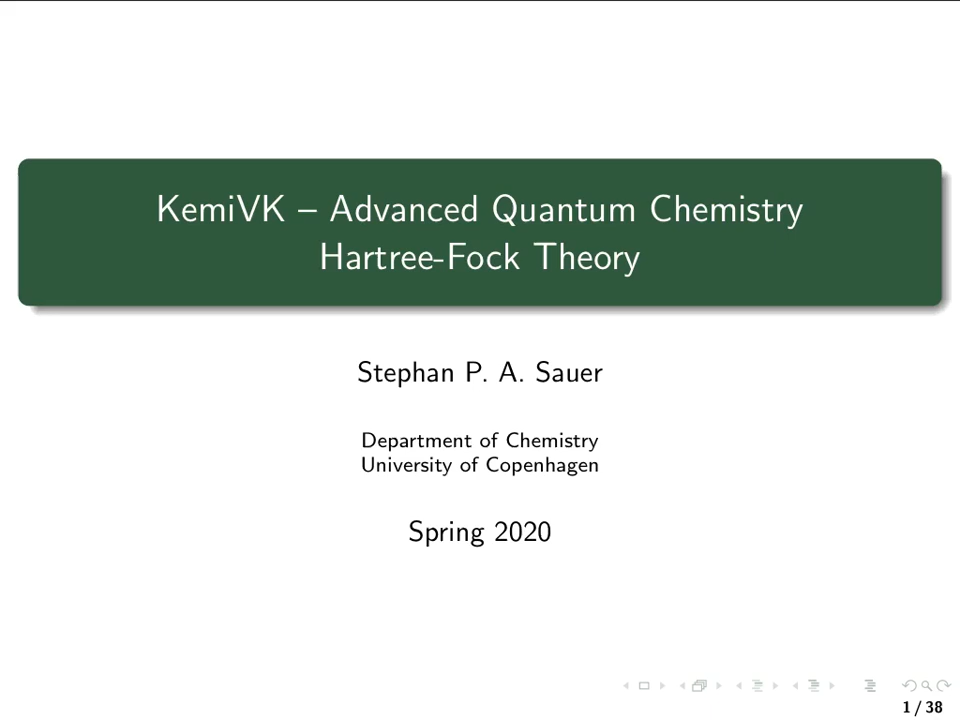 KemiVK – Advanced Quantum Chemistry
Hartree-Fock Theory
Stephan P. A. Sauer
Department of Chemistry
University of Copenhagen
Spring 2020
1 / 38